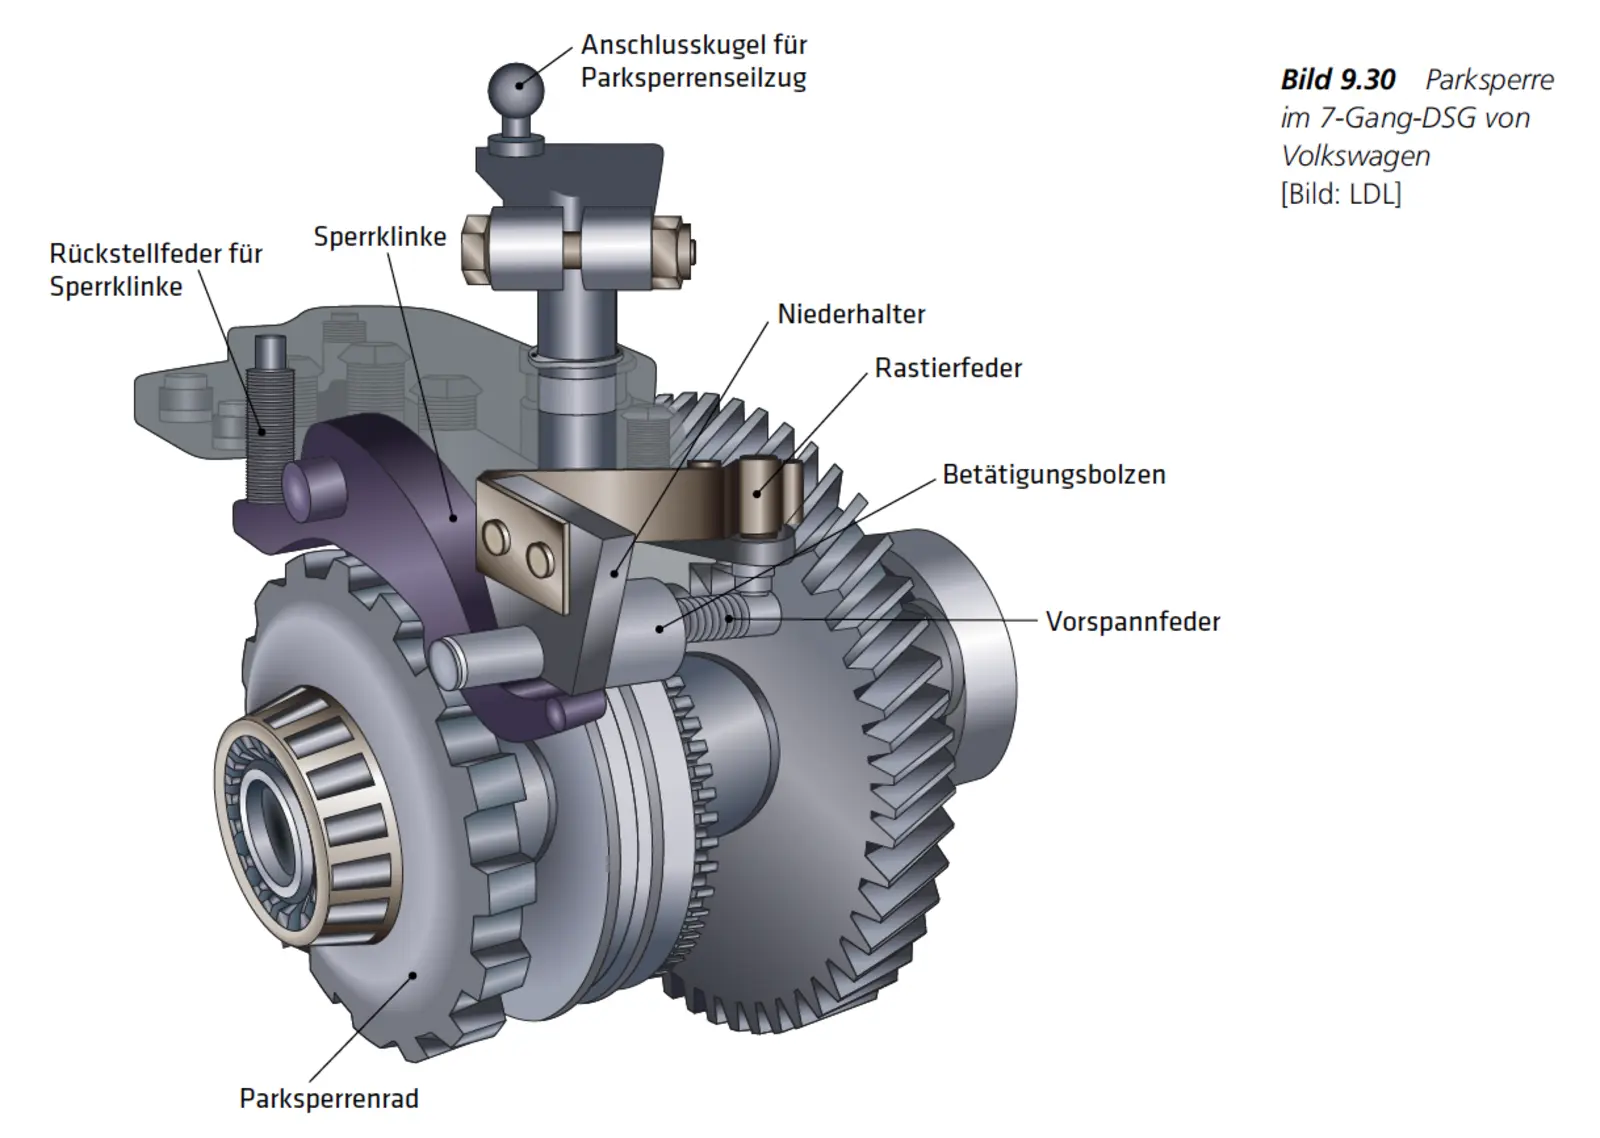 Anschlusskugel für
Parksperrenseilzug
Bild 9.30 Parksperre
im 7-Gang-DSG von
Volkswagen
[Bild: LDL]
Rückstellfeder für
Sperrklinke
Sperrklinke
Niederhalter
Rastierfeder
Betätigungsbolzen
Vorspannfeder
Parksperrenrad